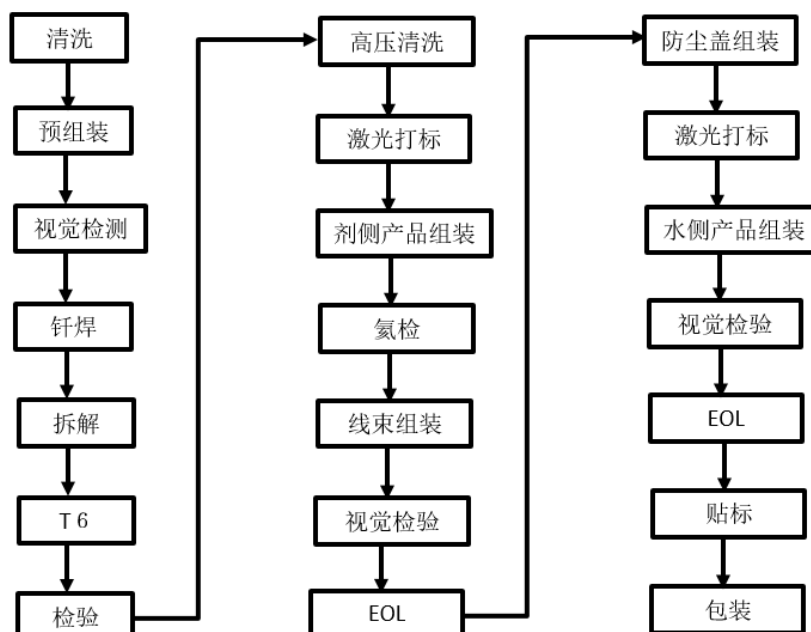 清洗
预组装
视觉检测
钎焊
拆解
T 6
检验
高压清洗
激光打标
剂侧产品组装
氦检
线束组装
视觉检验
EOL
防尘盖组装
激光打标
水侧产品组装
视觉检验
EOL
贴标
包装